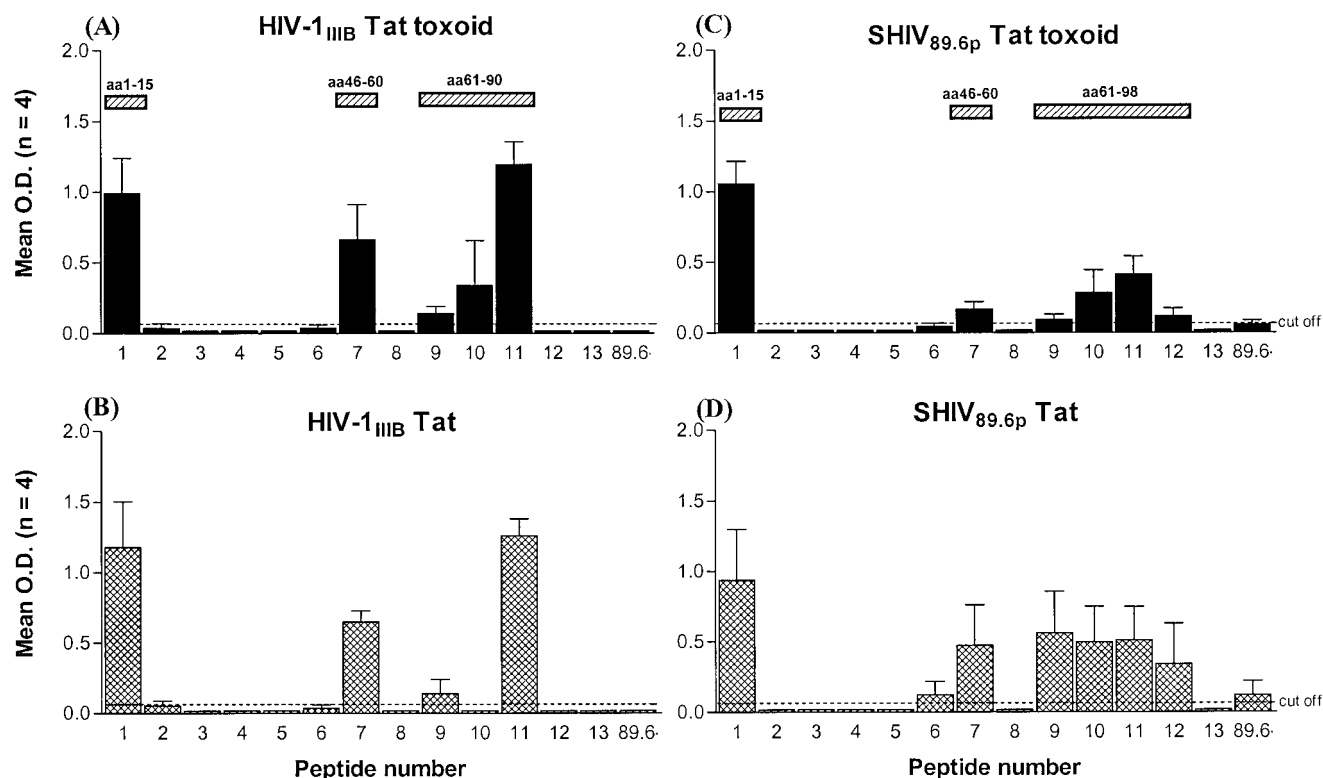 (A)
HIV-1IIIB Tat toxoid
2.0
1.5
1.0
0.5
0.0
Mean O.D. (n = 4)
aa1-15
aa46-60
aa61-90
1 2 3 4 5 6 7 8 9 10 11 12 13 89.6
(C)
SHIV89.6p Tat toxoid
2.0
1.5
1.0
0.5
0.0
aa1-15
aa46-60
aa61-98
cut off
1 2 3 4 5 6 7 8 9 10 11 12 13 89.6
(B)
HIV-1IIIB Tat
2.0
1.5
1.0
0.5
0.0
Mean O.D. (n = 4)
1 2 3 4 5 6 7 8 9 10 11 12 13 89.6
Peptide number
(D)
SHIV89.6p Tat
2.0
1.5
1.0
0.5
0.0
cut off
1 2 3 4 5 6 7 8 9 10 11 12 13 89.6
Peptide number